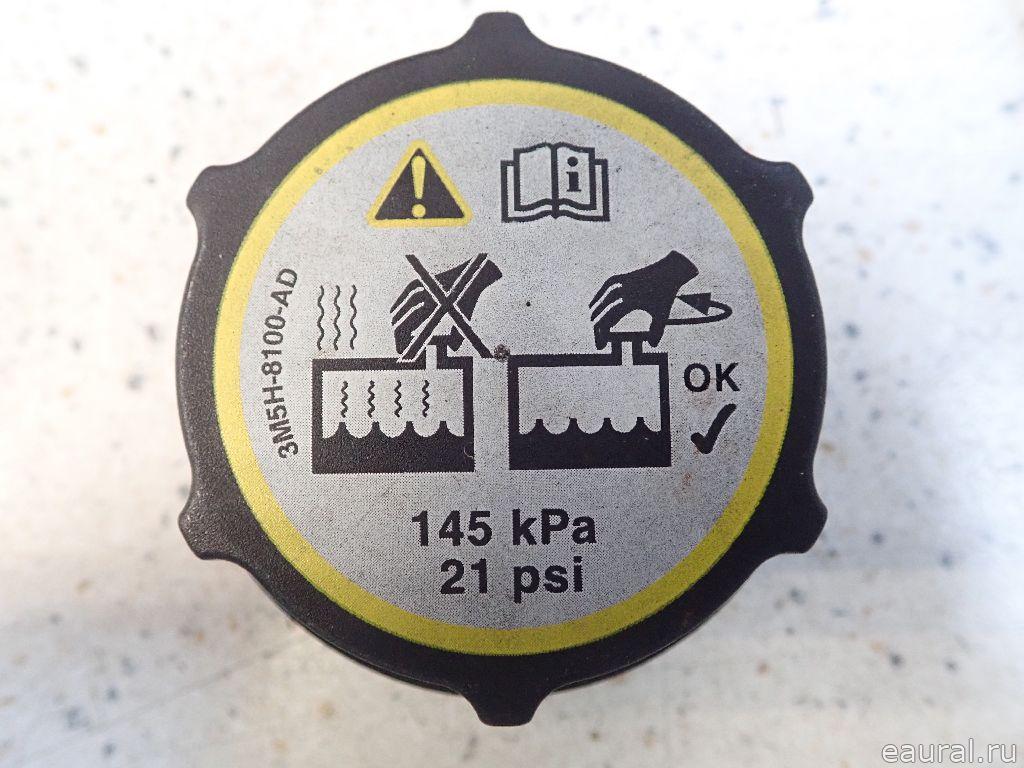 i
3M5H-8100-AD
OK
145 kPa
21 psi
eaural.ru